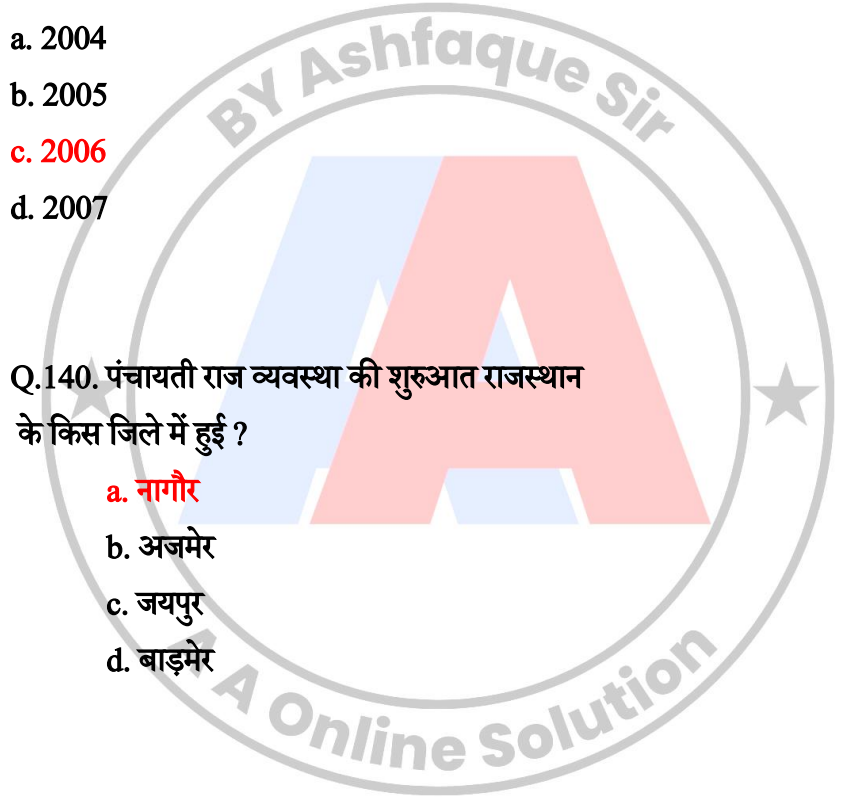 BY Ashfaque Sir
a. 2004
b. 2005
c. 2006
d. 2007
Q.140. पंचायती राज व्यवस्था की शुरुआत राजस्थान
के किस जिले में हुई ?
a. नागौर
b. अजमेर
c. जयपुर
d. बाड़मेर
A A Online Solution